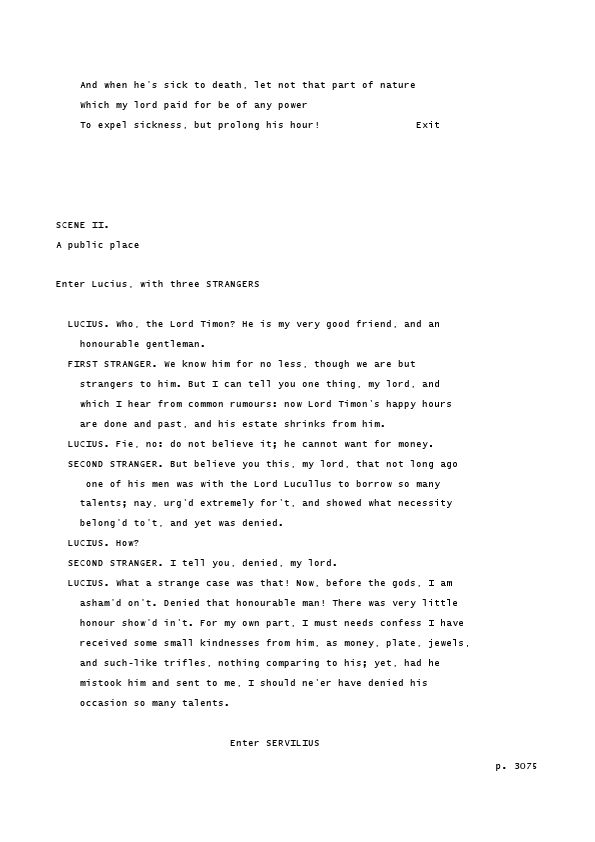 And when he's sick to death, let not that part of nature
Which my lord paid for be of any power
To expel sickness, but prolong his hour! Exit
SCENE II.
A public place
Enter Lucius, with three STRANGERS
LUCIUS. Who, the Lord Timon? He is my very good friend, and an
honourable gentleman.
FIRST STRANGER. We know him for no less, though we are but
strangers to him. But I can tell you one thing, my lord, and
which I hear from common rumours: now Lord Timon's happy hours
are done and past, and his estate shrinks from him.
LUCIUS. Fie, no: do not believe it; he cannot want for money.
SECOND STRANGER. But believe you this, my lord, that not long ago
one of his men was with the Lord Lucullus to borrow so many
talents; nay, urg'd extremely for't, and showed what necessity
belong'd to't, and yet was denied.
LUCIUS. How?
SECOND STRANGER. I tell you, denied, my lord.
LUCIUS. What a strange case was that! Now, before the gods, I am
asham'd on't. Denied that honourable man! There was very little
honour show'd in't. For my own part, I must needs confess I have
received some small kindnesses from him, as money, plate, jewels,
and such-like trifles, nothing comparing to his; yet, had he
mistook him and sent to me, I should ne'er have denied his
occasion so many talents.
Enter SERVILIUS
p. 3075